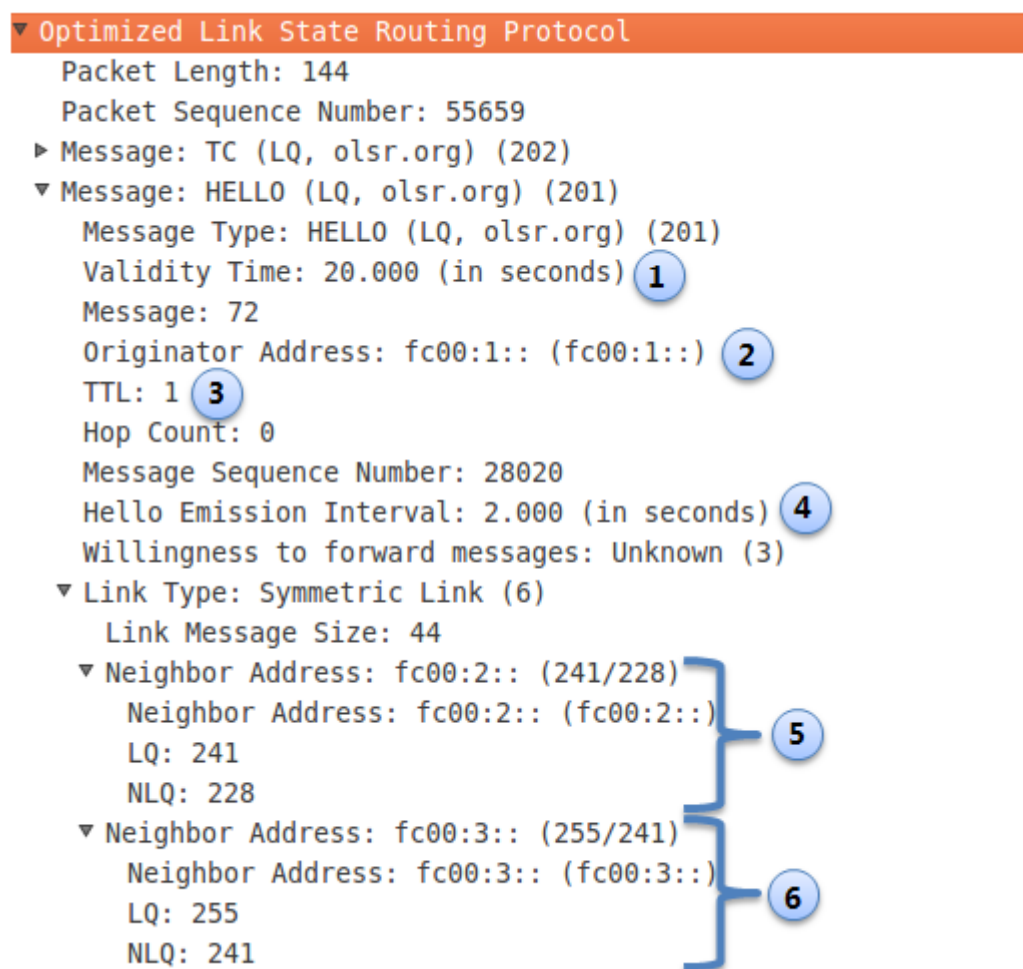 Optimized Link State Routing Protocol
Packet Length: 144
Packet Sequence Number: 55659
Message: TC (LQ, olsr.org) (202)
Message: HELLO (LQ, olsr.org) (201)
Message Type: HELLO (LQ, olsr.org) (201)
Validity Time: 20.000 (in seconds) 1
Message: 72
Originator Address: fc00:1:: (fc00:1::) 2
TTL: 1 3
Hop Count: 0
Message Sequence Number: 28020
Hello Emission Interval: 2.000 (in seconds) 4
Willingness to forward messages: Unknown (3)
Link Type: Symmetric Link (6)
Link Message Size: 44
Neighbor Address: fc00:2:: (241/228)
Neighbor Address: fc00:2:: (fc00:2::)
5
LQ: 241
NLQ: 228
Neighbor Address: fc00:3:: (255/241)
Neighbor Address: fc00:3:: (fc00:3::)
6
LQ: 255
NLQ: 241